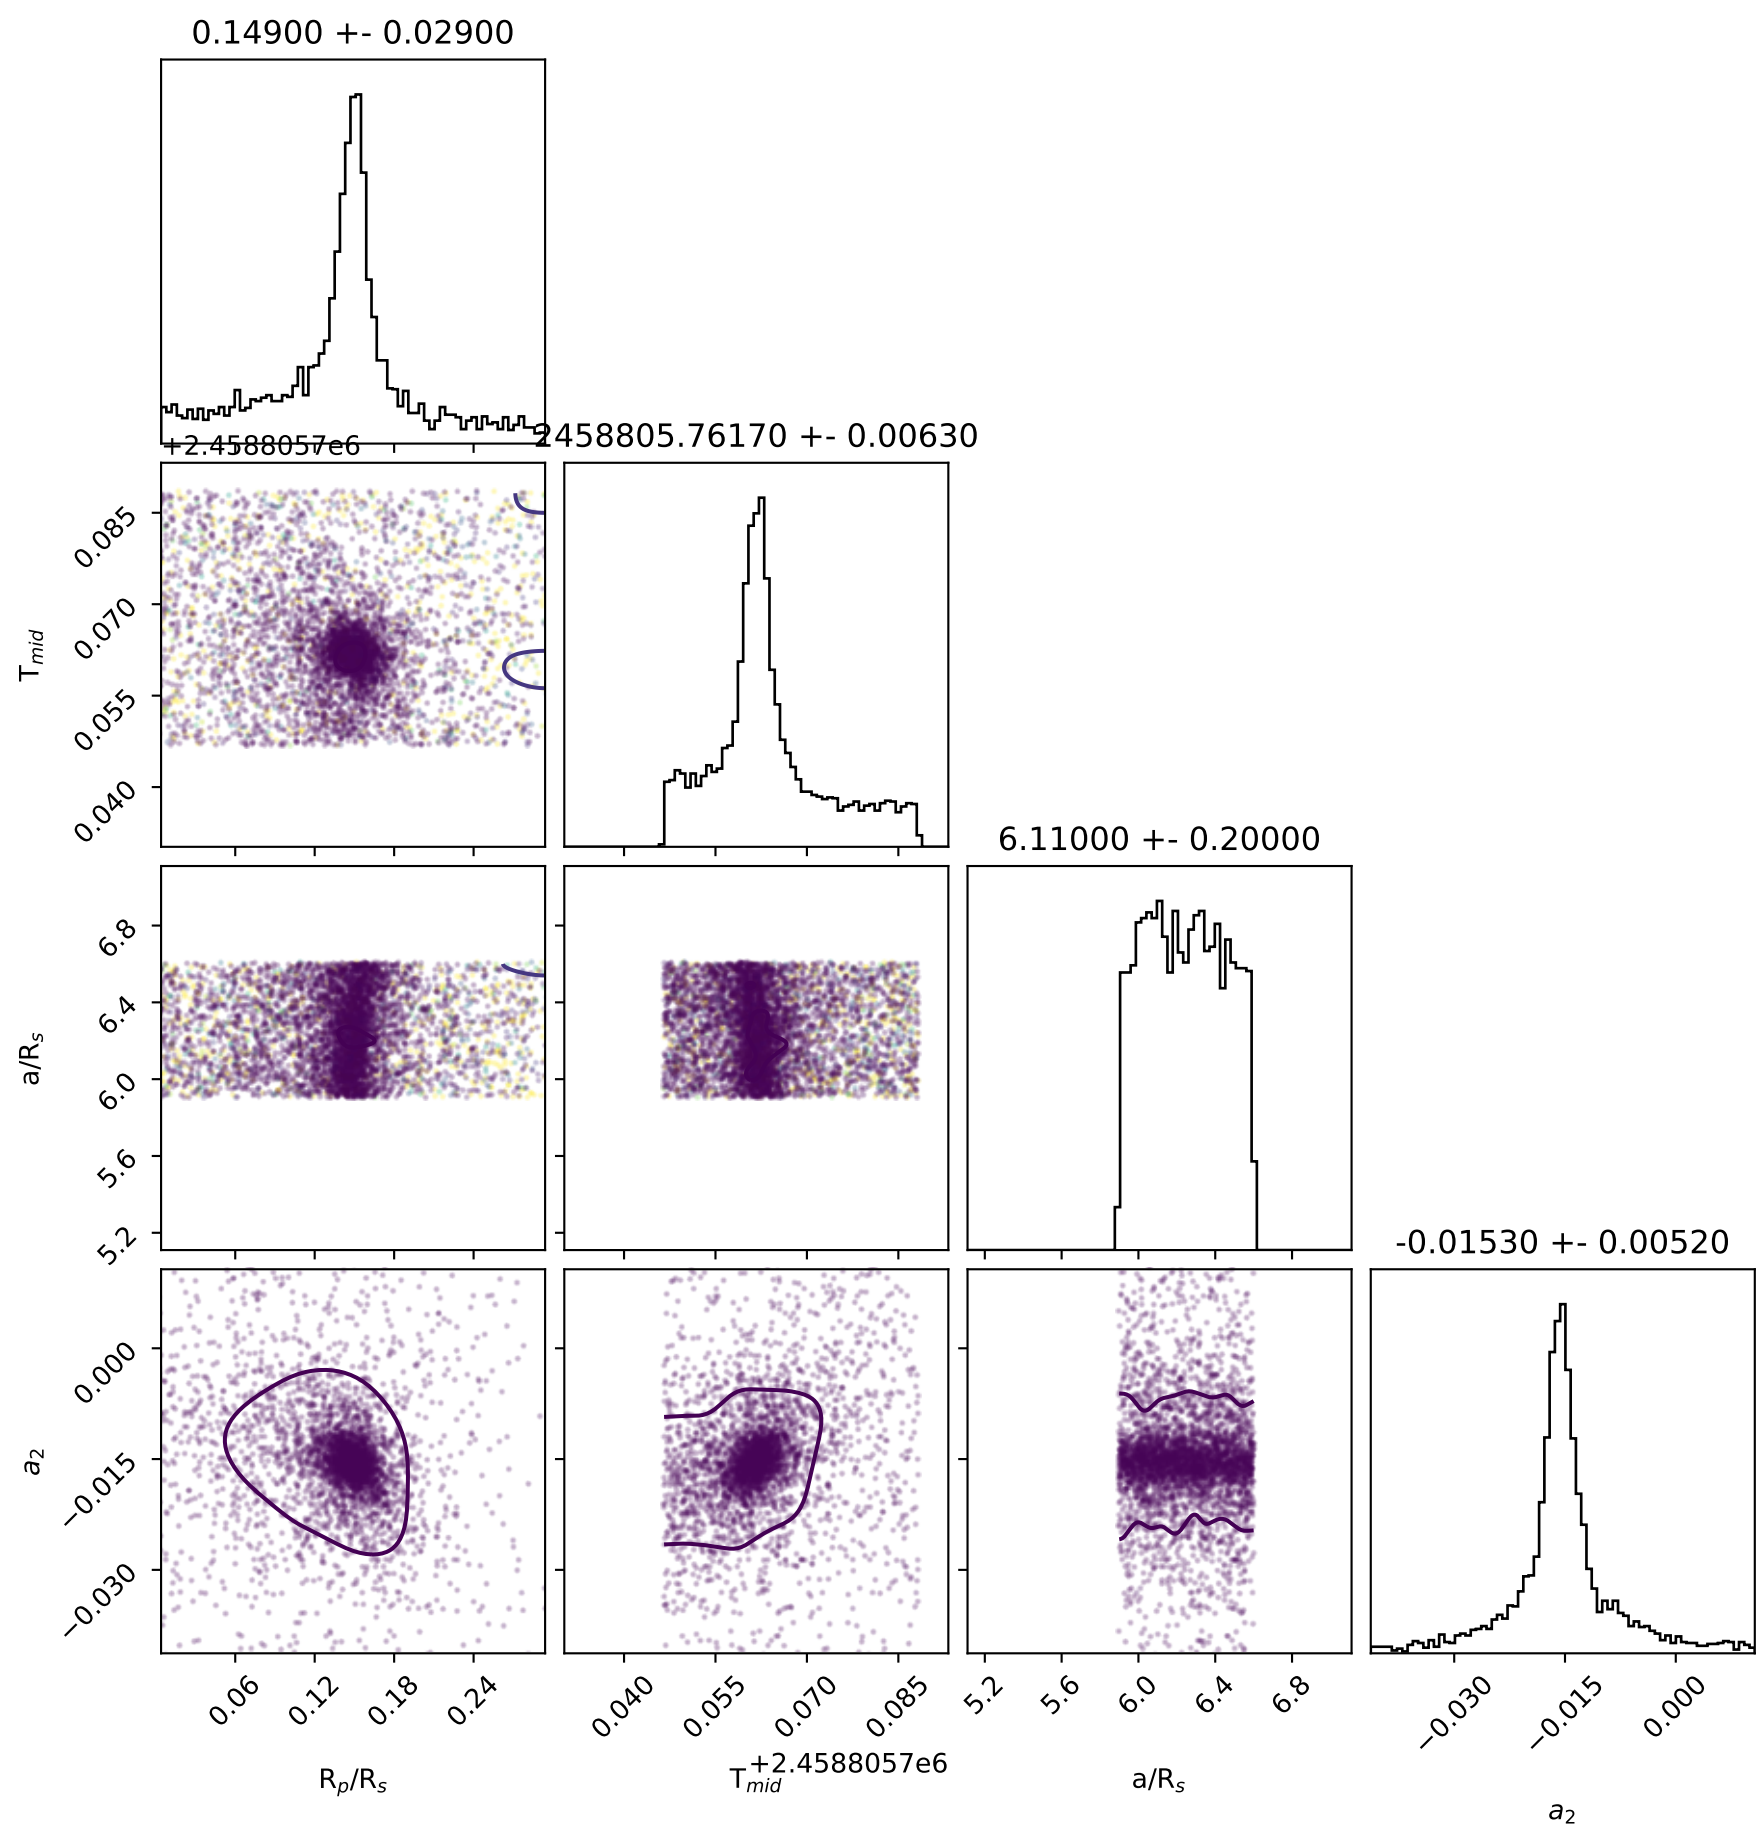 0.14900 +- 0.02900
+2.4588057e6
2458805.76170 +- 0.00630
0.085
0.070
0.055
0.040
T_mid
6.11000 +- 0.20000
6.8
6.4
6.0
5.6
5.2
a/R_s
-0.01530 +- 0.00520
0.000
−0.015
−0.030
a_2
0.06
0.12
0.18
0.24
R_p/R_s
0.040
0.055
0.070
0.085
+2.4588057e6
T_mid
5.2
5.6
6.0
6.4
6.8
a/R_s
−0.030
−0.015
0.000
a_2